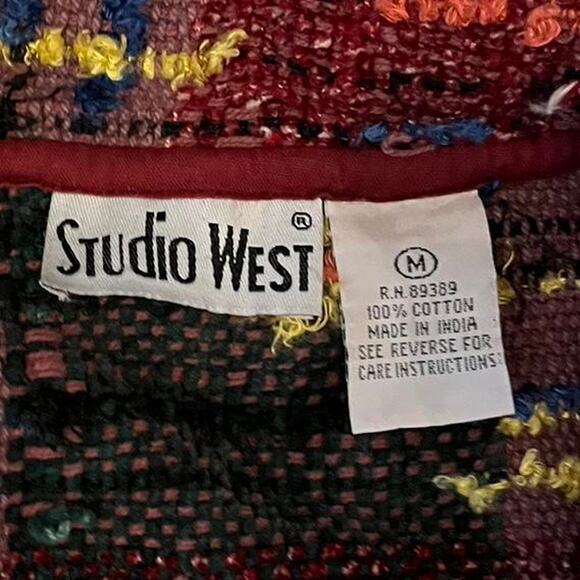 STUdio WEST ®
M
R.N. 89389
100% COTTON
MADE IN INDIA
SEE REVERSE FOR
CARE INSTRUCTIONS